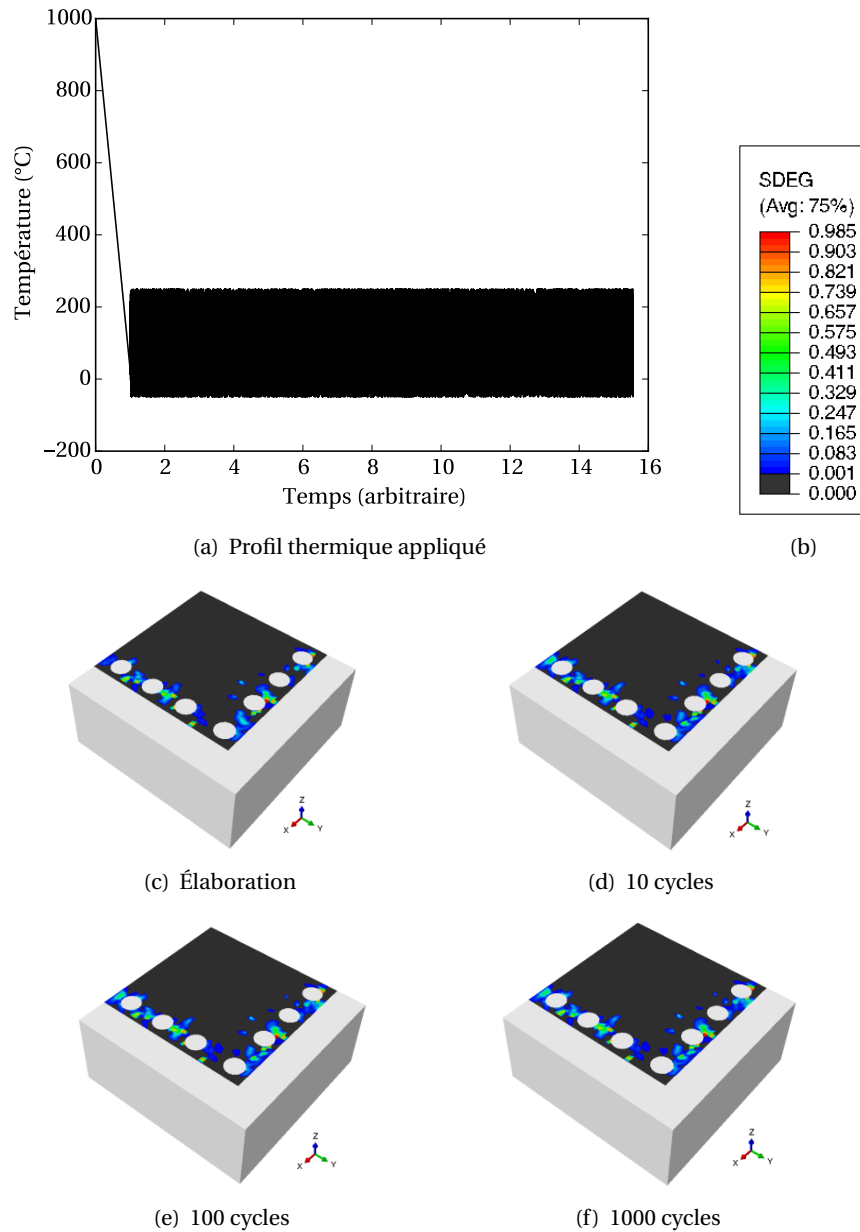 1000
800
600
400
200
0
−200
Température (°C)
0 2 4 6 8 10 12 14 16
Temps (arbitraire)
(a) Profil thermique appliqué
SDEG
(Avg: 75%)
0.985
0.903
0.821
0.739
0.657
0.575
0.493
0.411
0.329
0.247
0.165
0.083
0.001
0.000
(b)
Z
X Y
Z
X Y
(c) Élaboration
(d) 10 cycles
Z
X Y
Z
X Y
(e) 100 cycles
(f) 1000 cycles